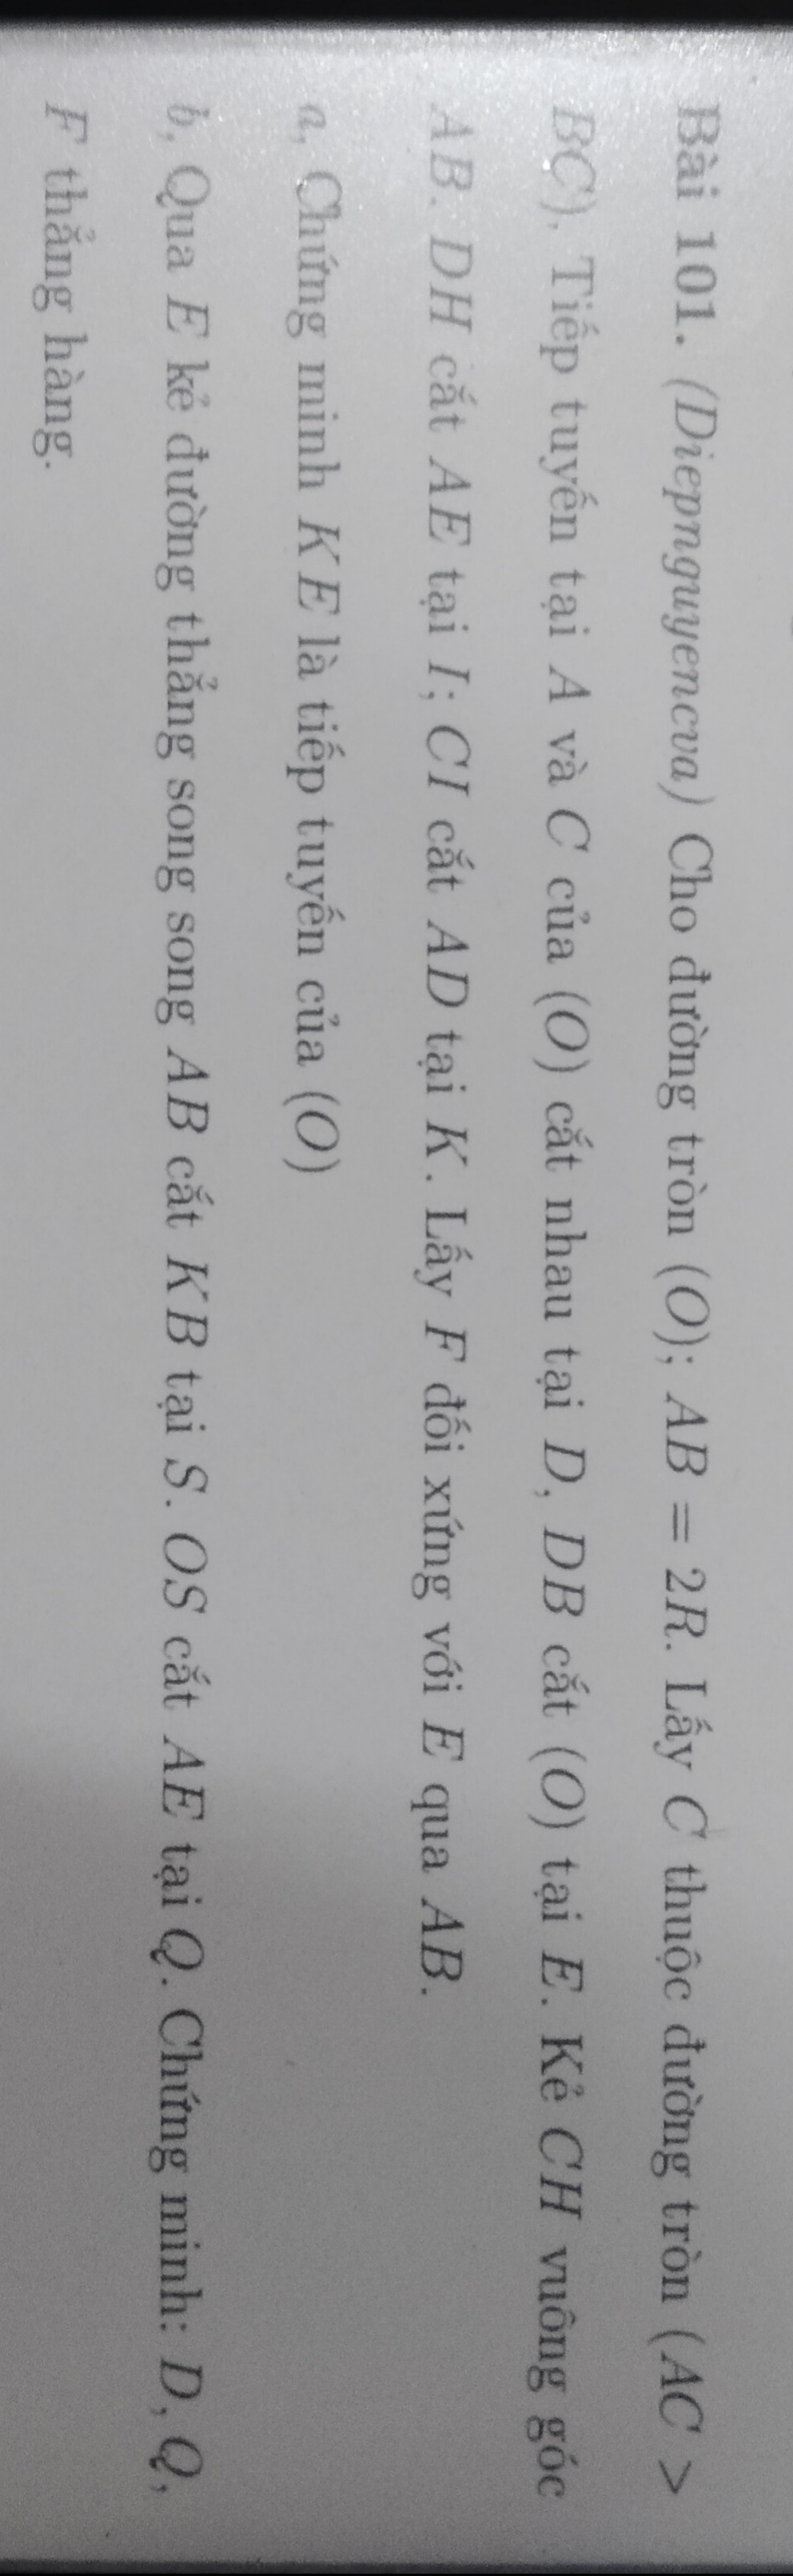 Bài 101. (Diepnguyencva) Cho đường tròn (O); AB = 2R. Lấy C thuộc đường tròn (AC >
BC). Tiếp tuyến tại A và C của (O) cắt nhau tại D, DB cắt (O) tại E. Kẻ CH vuông góc
AB. DH cắt AE tại I; CI cắt AD tại K. Lấy F đối xứng với E qua AB.
a, Chứng minh KE là tiếp tuyến của (O)
b, Qua E kẻ đường thẳng song song AB cắt KB tại S. OS cắt AE tại Q. Chứng minh: D, Q,
F thẳng hàng.